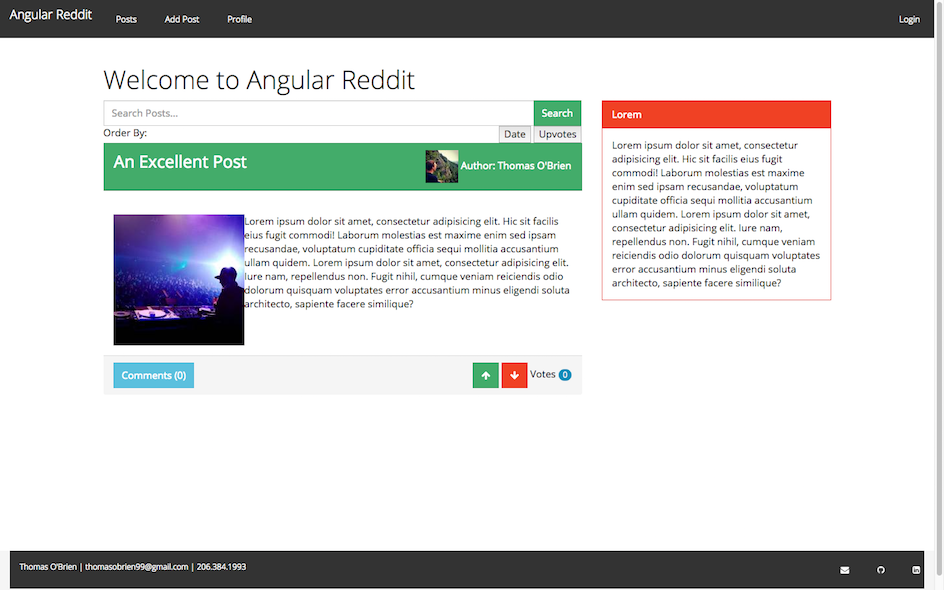 Angular Reddit Posts Add Post Profile Login
Welcome to Angular Reddit
Search Posts... Search
Order By: Date Upvotes
An Excellent Post
Author: Thomas O'Brien
Lorem ipsum dolor sit amet, consectetur adipisicing elit. Hic sit facilis
eius fugit commodi! Laborum molestias est maxime enim sed ipsam
recusandae, voluptatum cupiditate officia sequi mollitia accusantium
ullam quidem. Lorem ipsum dolor sit amet, consectetur adipisicing elit.
Iure nam, repellendus non. Fugit nihil, cumque veniam reiciendis odio
dolorum quisquam voluptates error accusantium minus eligendi soluta
architecto, sapiente facere similique?
Comments (0)
Votes 0
Lorem
Lorem ipsum dolor sit amet, consectetur
adipisicing elit. Hic sit facilis eius fugit
commodi! Laborum molestias est maxime
enim sed ipsam recusandae, voluptatum
cupiditate officia sequi mollitia accusantium
ullam quidem. Lorem ipsum dolor sit amet,
consectetur adipisicing elit. Iure nam,
repellendus non. Fugit nihil, cumque veniam
reiciendis odio dolorum quisquam voluptates
error accusantium minus eligendi soluta
architecto, sapiente facere similique?
Thomas O'Brien | thomasobrien99@gmail.com | 206.384.1993